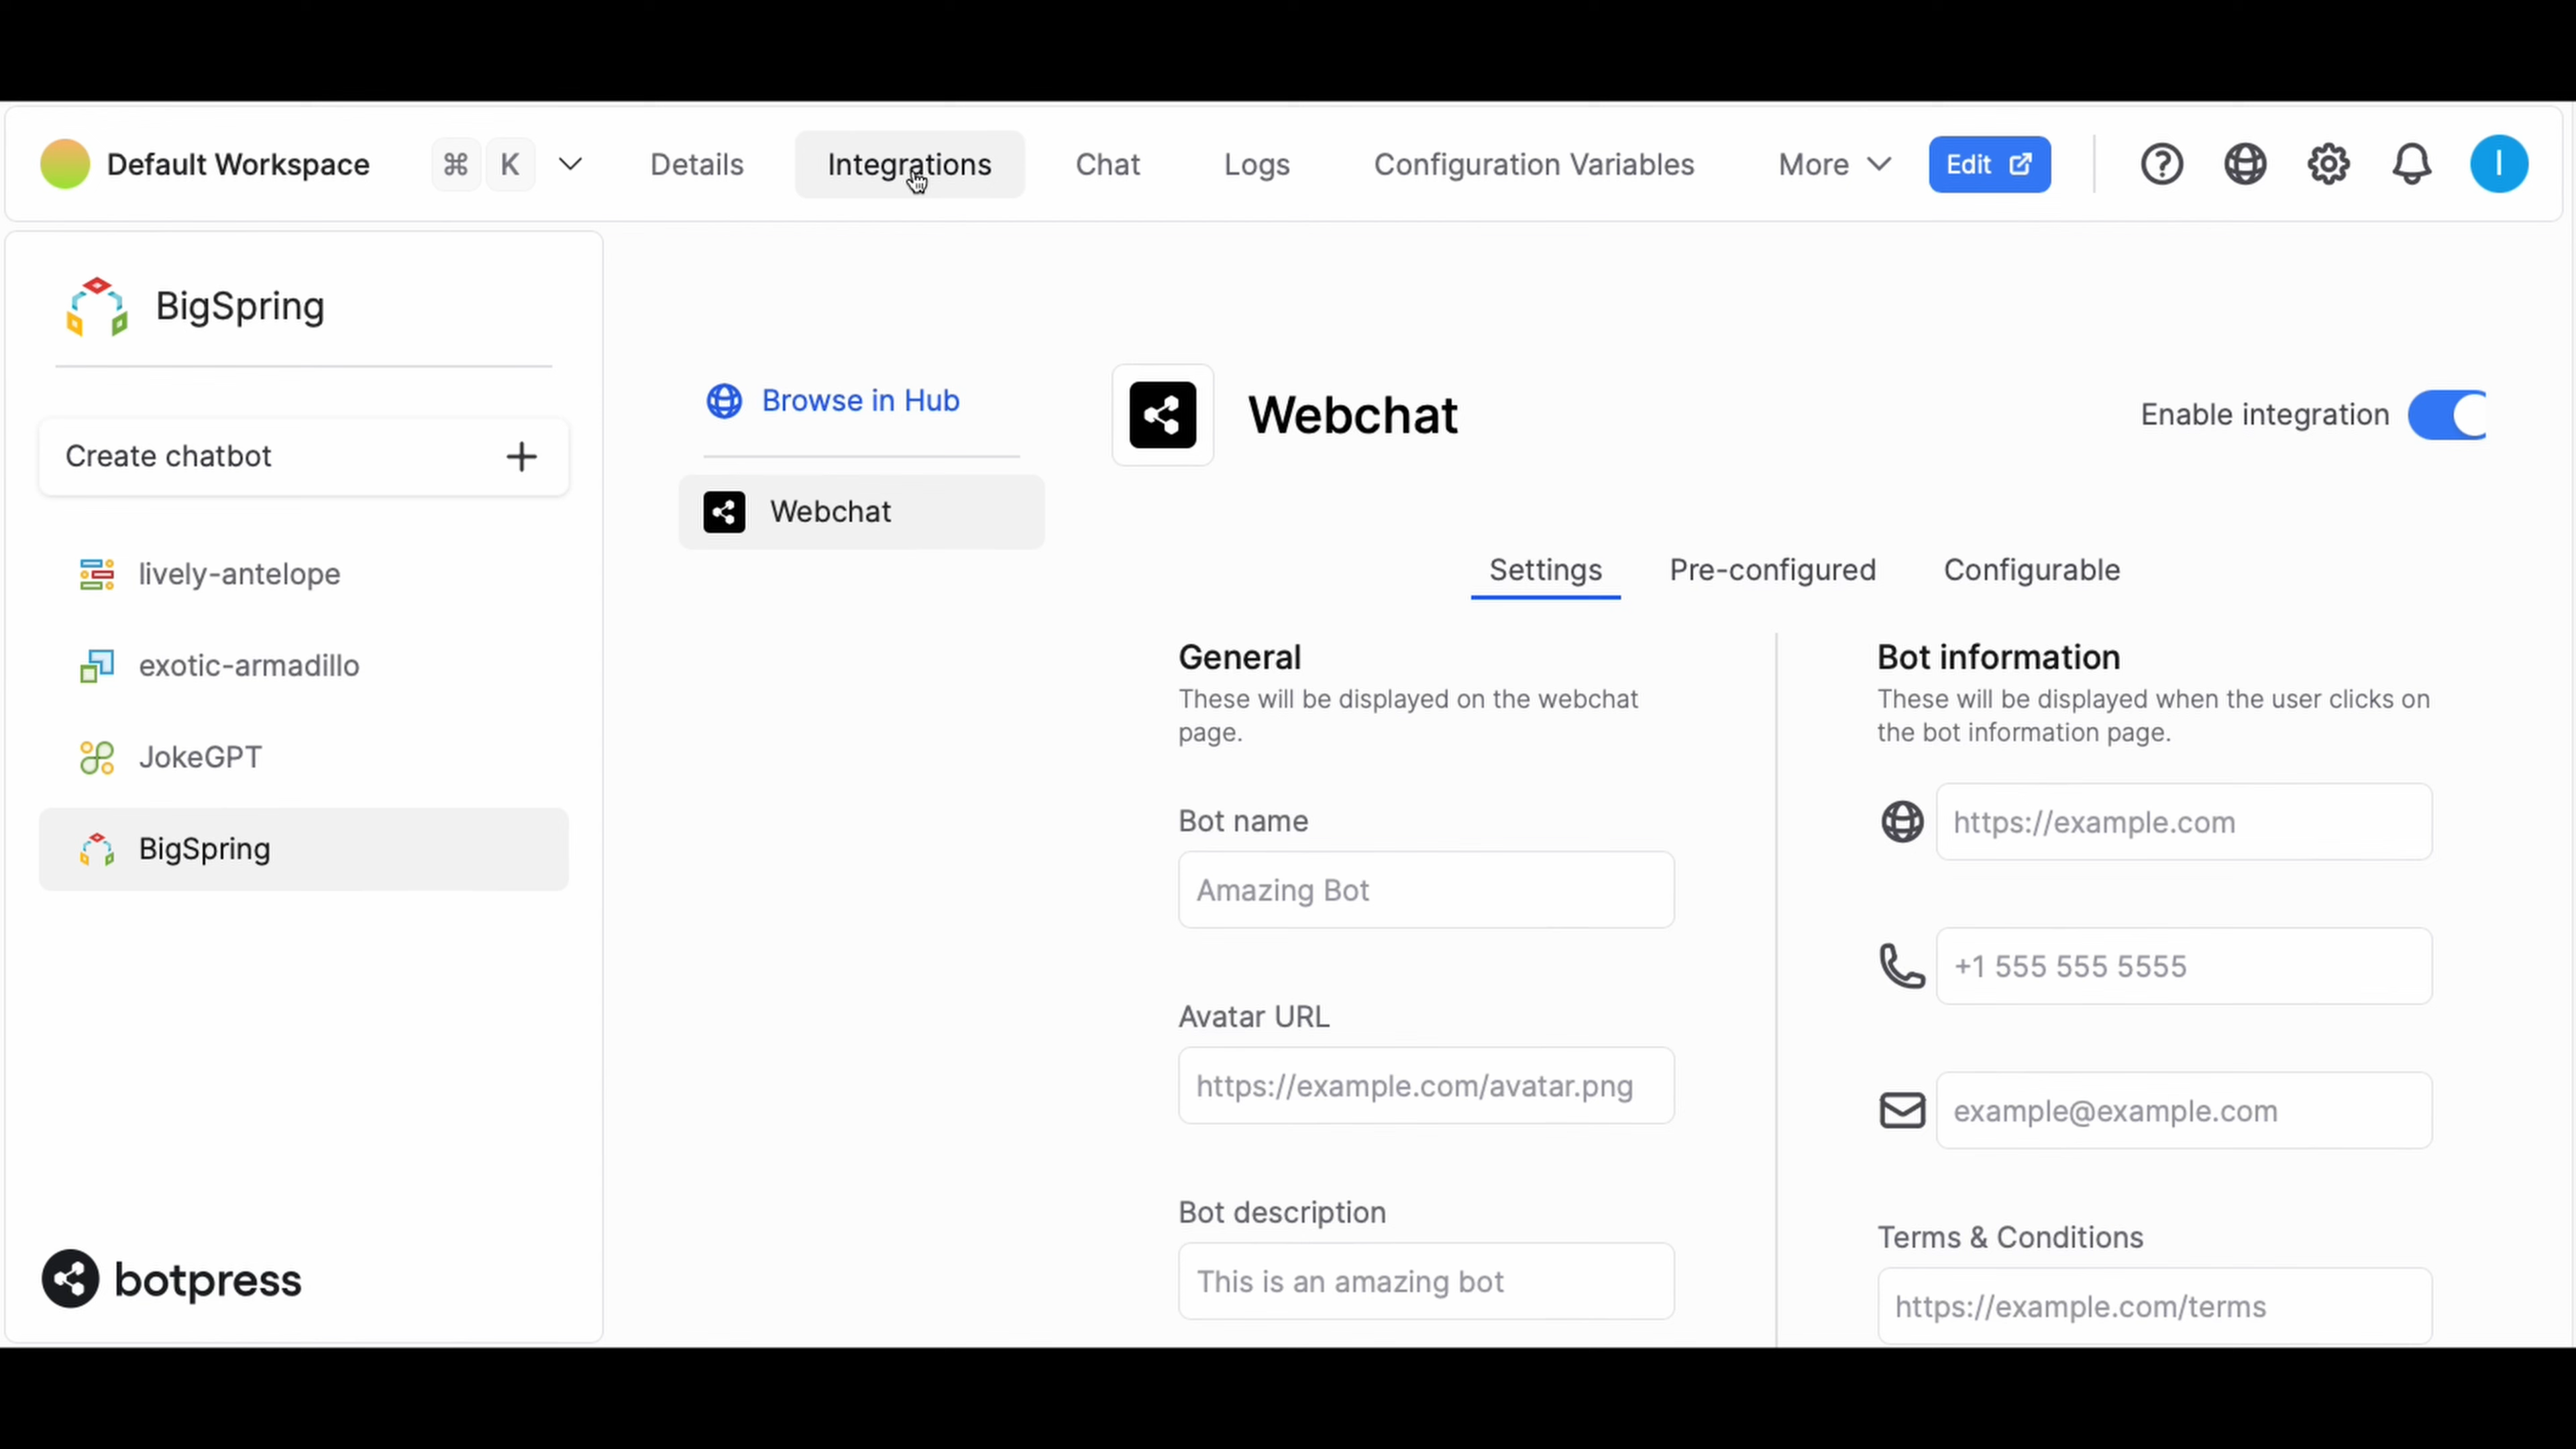 Default Workspace ⌘ K Details Integrations Chat Logs Configuration Variables More Edit I
BigSpring
Create chatbot +
lively-antelope
exotic-armadillo
JokeGPT
BigSpring
botpress
Browse in Hub
Webchat
Webchat
Enable integration
Settings Pre-configured Configurable
General
These will be displayed on the webchat
page.
Bot name
Amazing Bot
Avatar URL
https://example.com/avatar.png
Bot description
This is an amazing bot
Bot information
These will be displayed when the user clicks on
the bot information page.
https://example.com
+1 555 555 5555
example@example.com
Terms & Conditions
https://example.com/terms